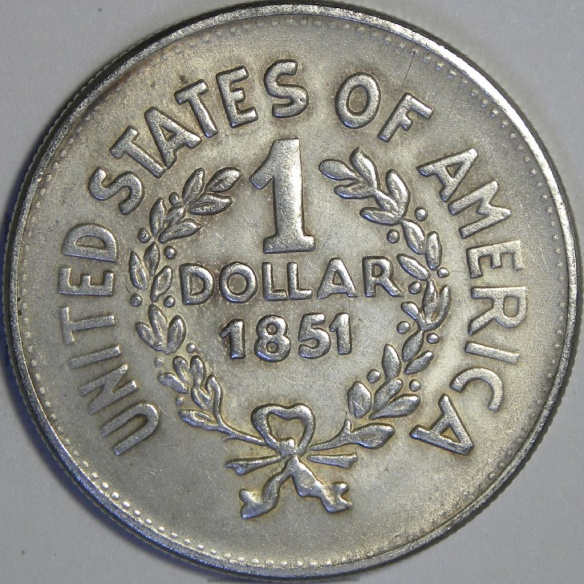 UNITED STATES OF AMERICA
1
DOLLAR
1851